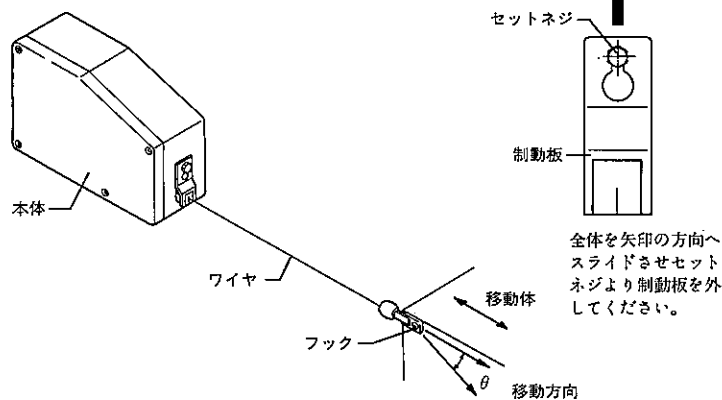 セットネジ
制動板
本体
ワイヤ
フック
移動体
θ
移動方向
全体を矢印の方向へ
スライドさせセット
ネジより制動板を外
してください。